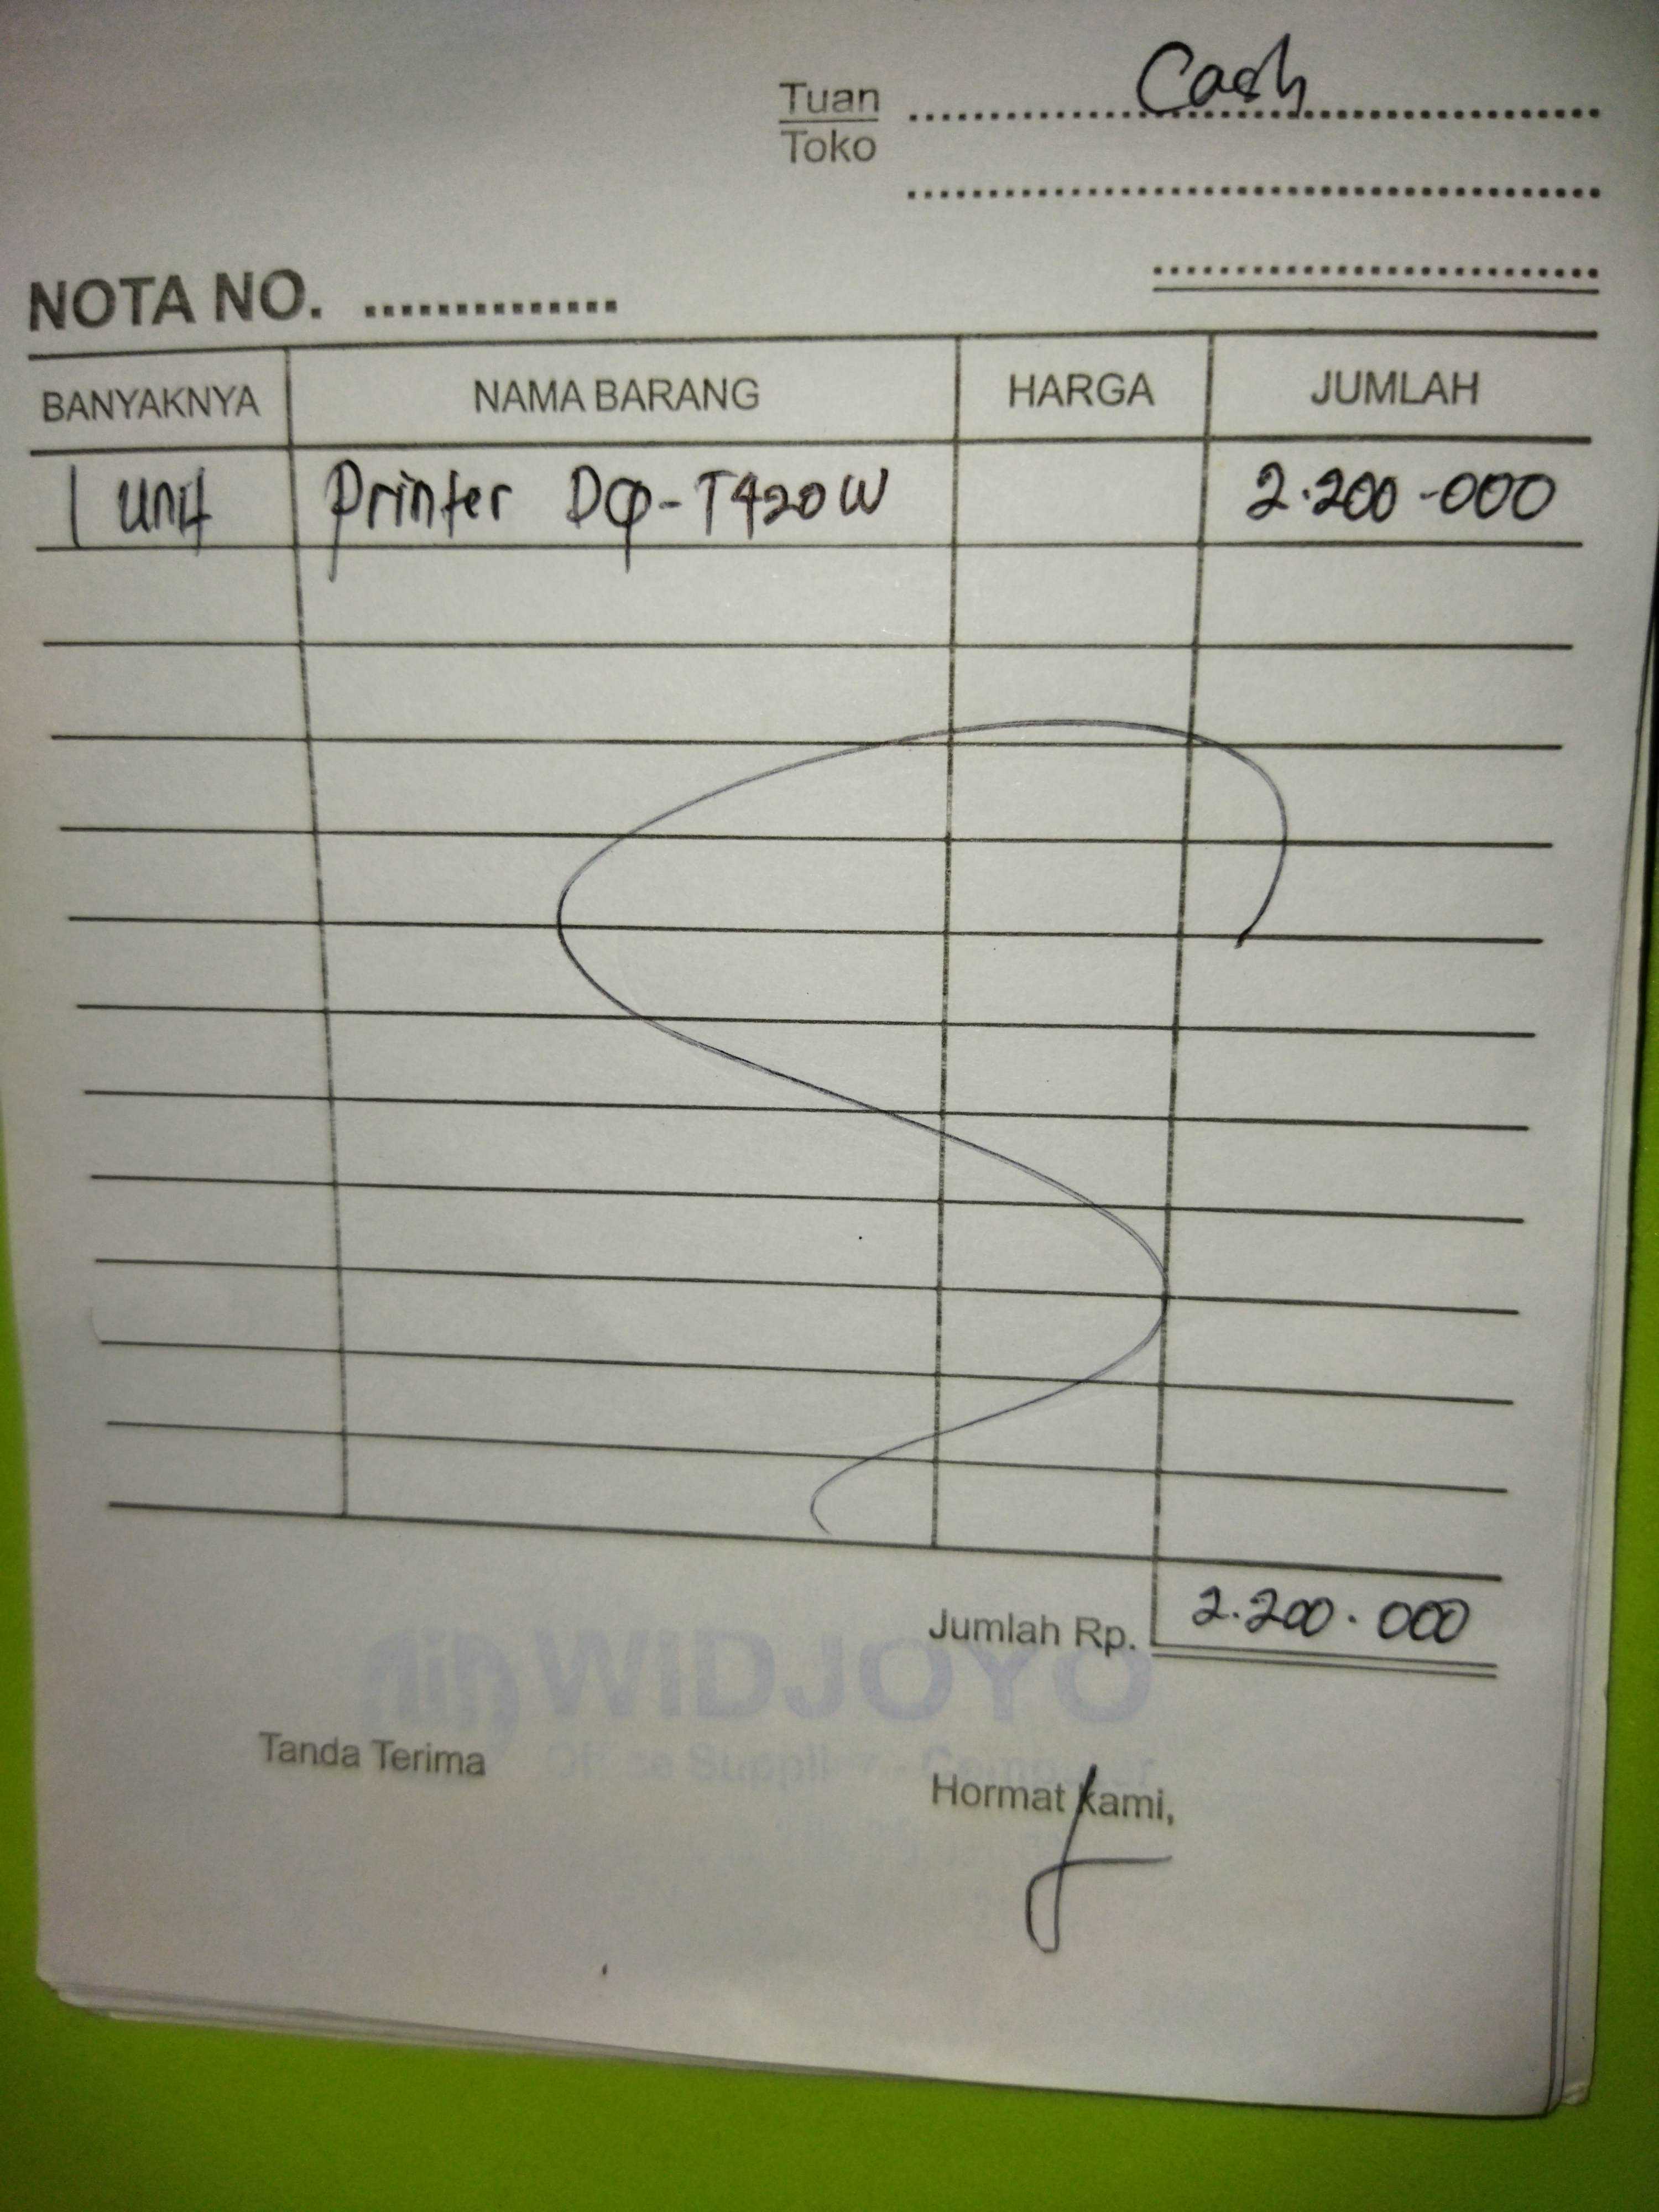 Tuan Cash
Toko
NOTA NO.
BANYAKNYA NAMA BARANG HARGA JUMLAH
1 Unit Printer DCP-T420W 2.200.000
Jumlah Rp. 2.200.000
WIDJOYO
Tanda Terima
Hormat Kami,